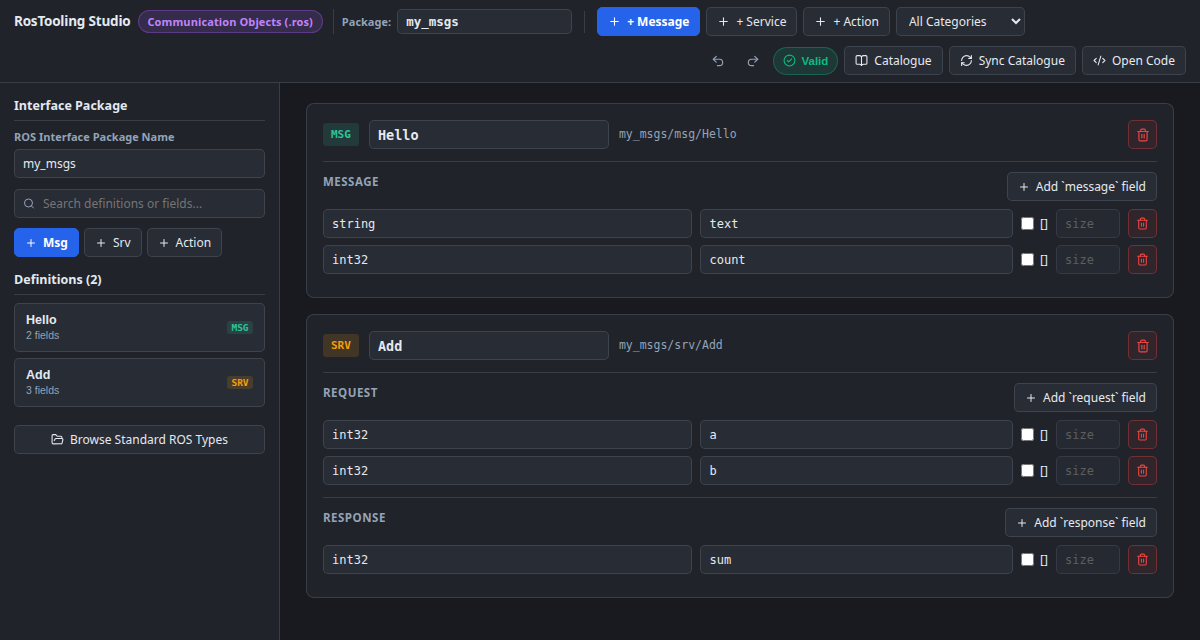 RosTooling Studio
Communication Objects (.ros)
Package:
my_msgs
+ Message
+ Service
+ Action
All Categories
Valid
Catalogue
Sync Catalogue
Open Code
Interface Package
ROS Interface Package Name
my_msgs
Search definitions or fields...
Msg
Srv
Action
Definitions (2)
Hello
2 fields
MSG
Add
3 fields
SRV
Browse Standard ROS Types
MSG
Hello
my_msgs/msg/Hello
MESSAGE
Add `message` field
string
text
[]
size
int32
count
[]
size
SRV
Add
my_msgs/srv/Add
REQUEST
Add `request` field
int32
a
[]
size
int32
b
[]
size
RESPONSE
Add `response` field
int32
sum
[]
size